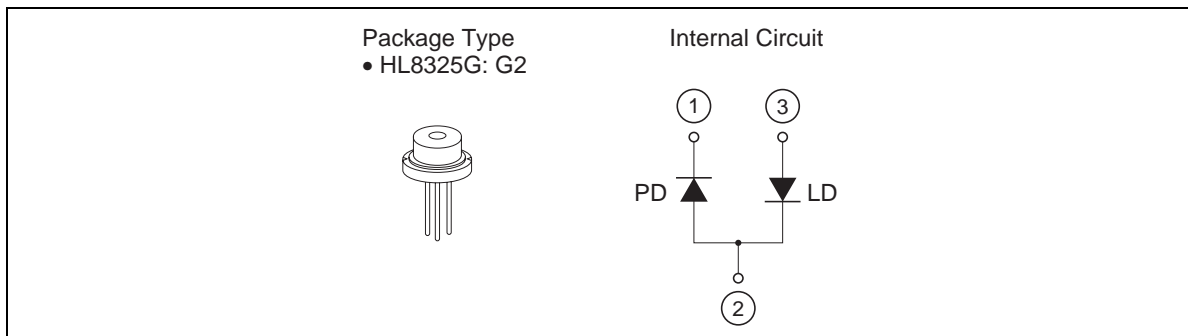 Package Type
• HL8325G: G2
Internal Circuit
1
3
PD
LD
2